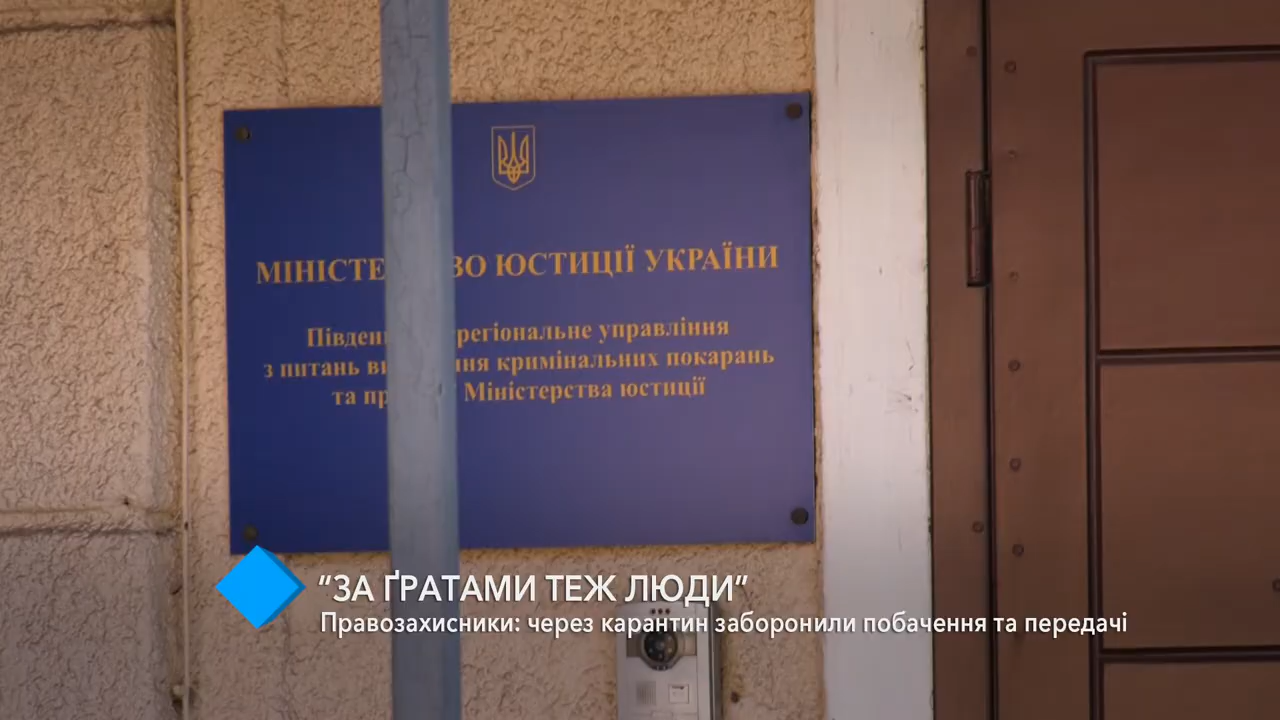 МІНІСТЕ ВО ЮСТИЦІЇ УКРАЇНИ
Півден регіональне управління
з питань ви ння кримінальних покарань
та пр Міністерства юстиції
“ЗА ҐРАТАМИ ТЕЖ ЛЮДИ”
Правозахисники: через карантин заборонили побачення та передачі